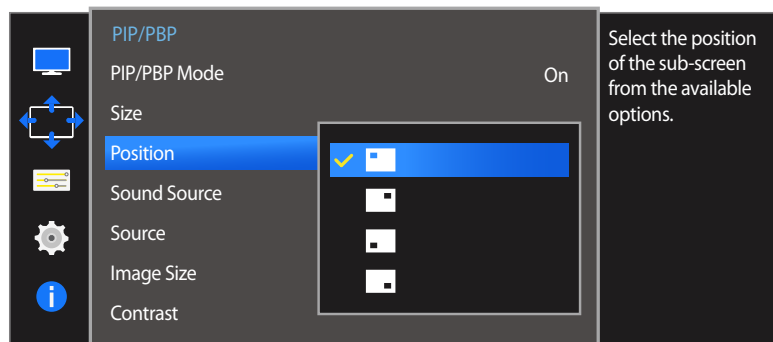 PIP/PBP
PIP/PBP Mode On
Size
Position
Sound Source
Source
Image Size
Contrast
Select the position
of the sub-screen
from the available
options.